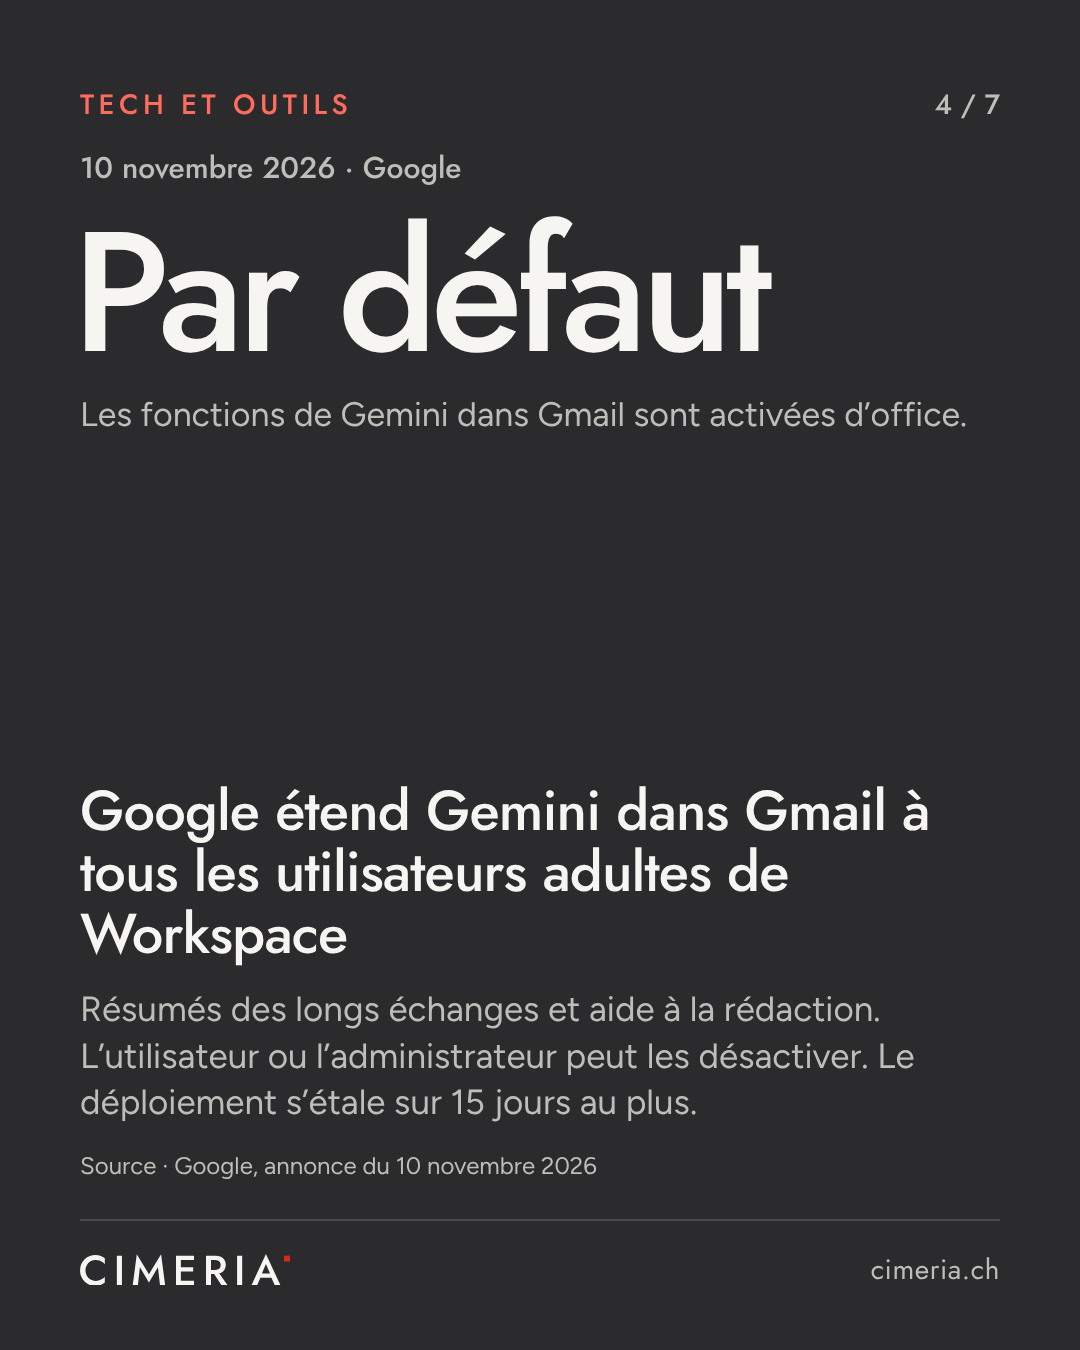 TECH ET OUTILS
4 / 7
10 novembre 2026 · Google
Par défaut
Les fonctions de Gemini dans Gmail sont activées d’office.
Google étend Gemini dans Gmail à
tous les utilisateurs adultes de
Workspace
Résumés des longs échanges et aide à la rédaction.
L’utilisateur ou l’administrateur peut les désactiver. Le
déploiement s’étale sur 15 jours au plus.
Source · Google, annonce du 10 novembre 2026
CIMERIA
cimeria.ch